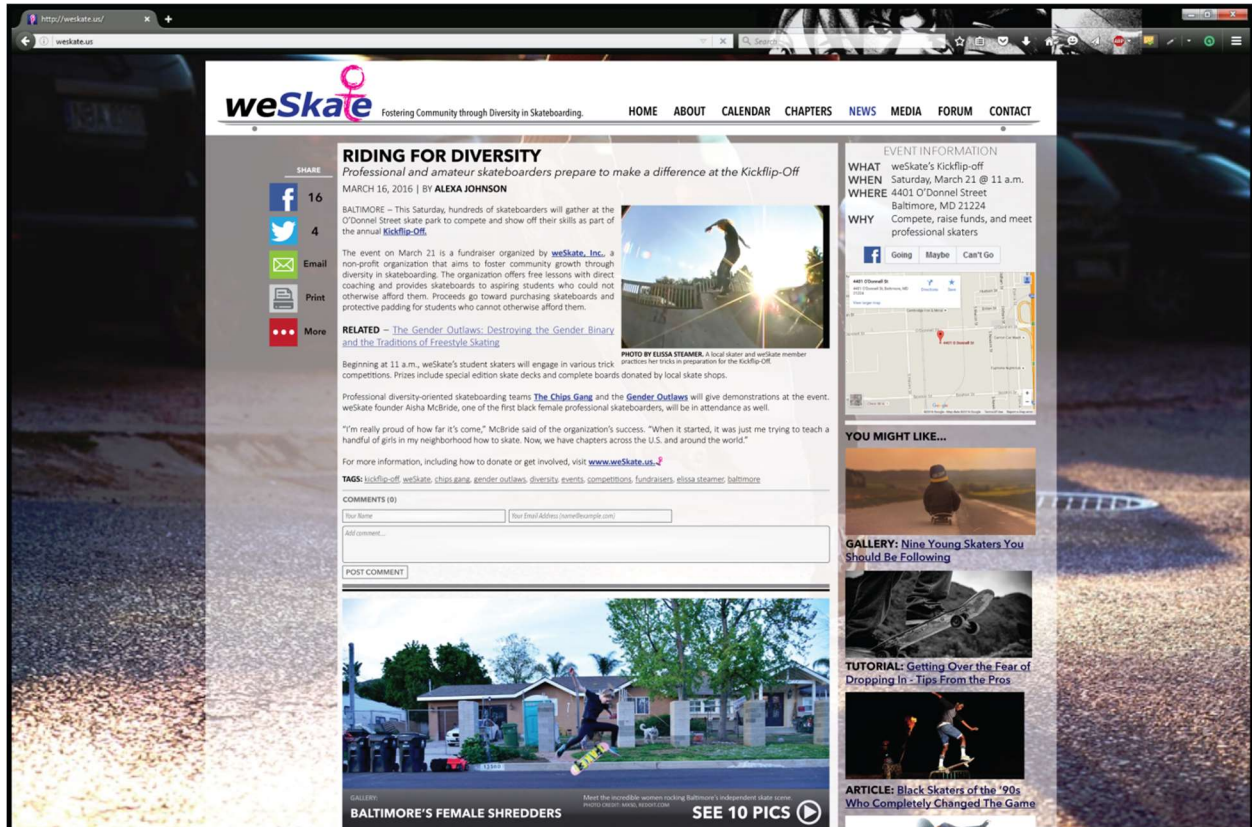 http://weskate.us/
weskate.us
Search
weSkate
Fostering Community through Diversity in Skateboarding.
HOME ABOUT CALENDAR CHAPTERS NEWS MEDIA FORUM CONTACT
SHARE
16
4
Email
Print
More
RIDING FOR DIVERSITY
Professional and amateur skateboarders prepare to make a difference at the Kickflip-Off
MARCH 16, 2016 | BY ALEXA JOHNSON
BALTIMORE – This Saturday, hundreds of skateboarders will gather at the
O'Donnel Street skate park to compete and show off their skills as part of
the annual Kickflip-Off.
The event on March 21 is a fundraiser organized by weSkate, Inc., a
non-profit organization that aims to foster community growth through
diversity in skateboarding. The organization offers free lessons with direct
coaching and provides skateboards to aspiring students who could not
otherwise afford them. Proceeds go toward purchasing skateboards and
protective padding for students who cannot otherwise afford them.
RELATED – The Gender Outlaws: Destroying the Gender Binary
and the Traditions of Freestyle Skating
PHOTO BY ELISSA STEAMER. A local skater and weSkate member
practices her tricks in preparation for the Kickflip-Off.
Beginning at 11 a.m., weSkate's student skaters will engage in various trick
competitions. Prizes include special edition skate decks and complete boards donated by local skate shops.
Professional diversity-oriented skateboarding teams The Chips Gang and the Gender Outlaws will give demonstrations at the event.
weSkate founder Aisha McBride, one of the first black female professional skateboarders, will be in attendance as well.
"I'm really proud of how far it's come," McBride said of the organization's success. "When it started, it was just me trying to teach a
handful of girls in my neighborhood how to skate. Now, we have chapters across the U.S. and around the world."
For more information, including how to donate or get involved, visit www.weSkate.us.
TAGS: kickflip-off, weSkate, chips gang, gender outlaws, diversity, events, competitions, fundraisers, elissa steamer, baltimore
COMMENTS (0)
Your Name
Your Email Address (name@example.com)
Add comment...
POST COMMENT
GALLERY:
BALTIMORE'S FEMALE SHREDDERS
Meet the incredible women rocking Baltimore's independent skate scene.
SEE 10 PICS
EVENT INFORMATION
WHAT weSkate's Kickflip-off
WHEN Saturday, March 21 @ 11 a.m.
WHERE 4401 O'Donnel Street
Baltimore, MD 21224
WHY Compete, raise funds, and meet
professional skaters
Going Maybe Can't Go
4401 O'Donnell St
4401 O'Donnell St Baltimore, MD
21224
Directions Save
View larger map
4401 O'Donnell St
YOU MIGHT LIKE...
GALLERY: Nine Young Skaters You
Should Be Following
TUTORIAL: Getting Over the Fear of
Dropping In - Tips From the Pros
ARTICLE: Black Skaters of the '90s
Who Completely Changed The Game